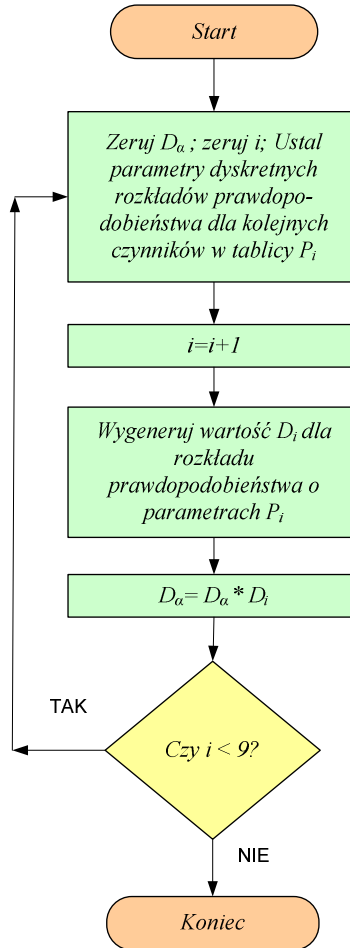 Start
Zeruj Dα ; zeruj i; Ustal
parametry dyskretnych
rozkładów prawdopo-
dobieństwa dla kolejnych
czynników w tablicy Pi
i=i+1
Wygeneruj wartość Di dla
rozkładu
prawdopodobieństwa o
parametrach Pi
Dα= Dα * Di
TAK
Czy i < 9?
NIE
Koniec